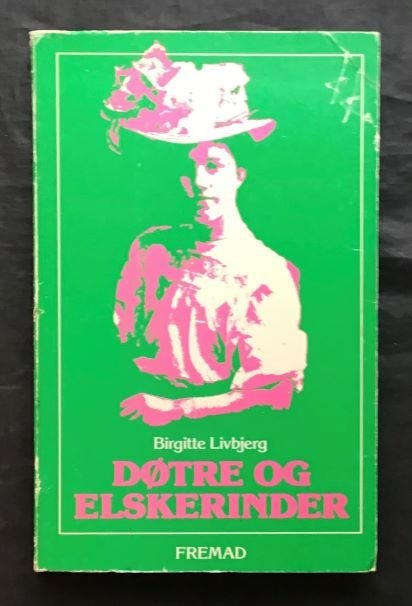 Birgitte Livbjerg
DØTRE OG
ELSKERINDER
FREMAD